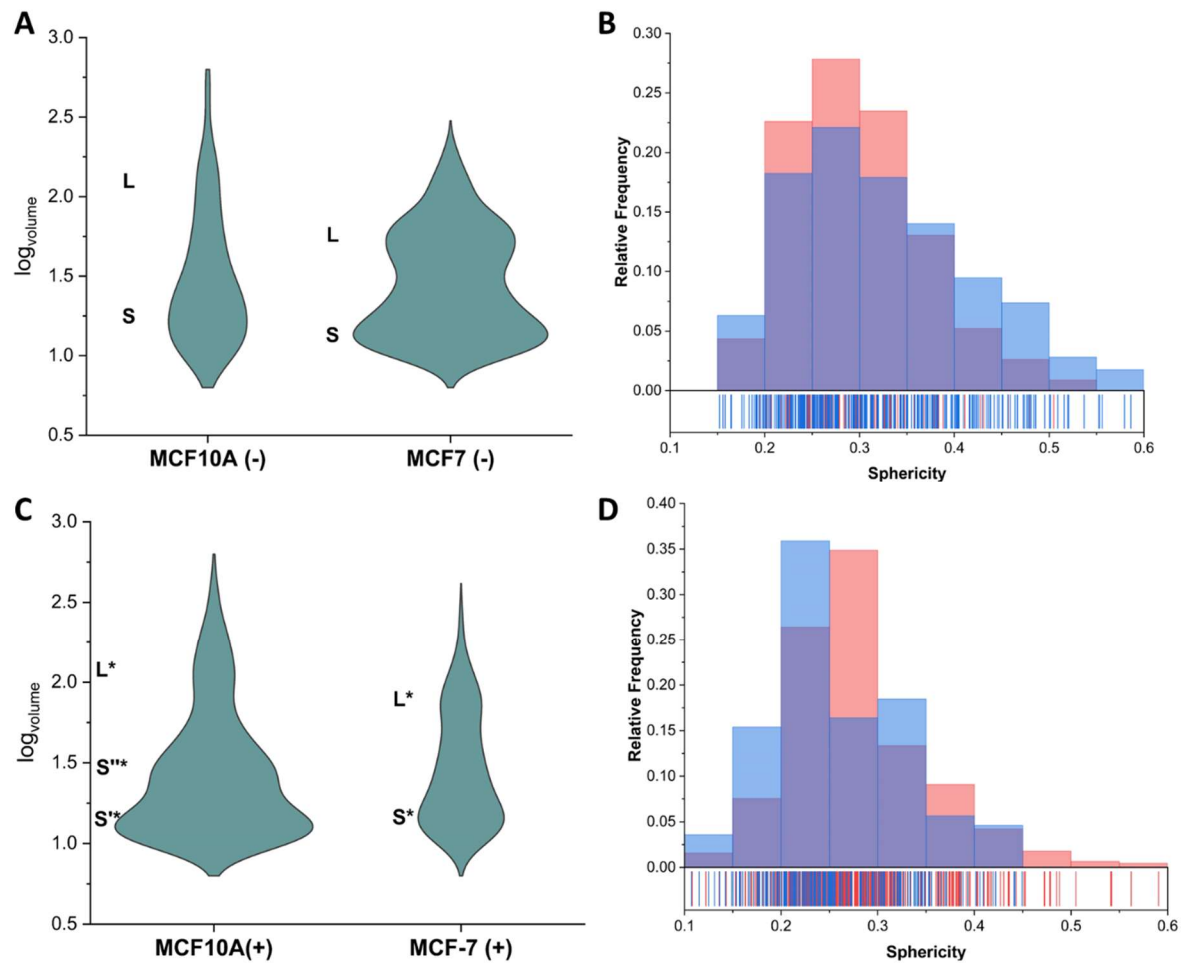 A
3.0
2.5
2.0
1.5
1.0
0.5
logvolume
L
S
L
S
MCF10A (-)
MCF7 (-)
B
0.30
0.25
0.20
0.15
0.10
0.05
0.00
Relative Frequency
0.1
0.2
0.3
0.4
0.5
0.6
Sphericity
C
3.0
2.5
2.0
1.5
1.0
0.5
logvolume
L*
S''*
S'*
L*
S*
MCF10A(+)
MCF-7 (+)
D
0.40
0.35
0.30
0.25
0.20
0.15
0.10
0.05
0.00
Relative Frequency
0.1
0.2
0.3
0.4
0.5
0.6
Sphericity